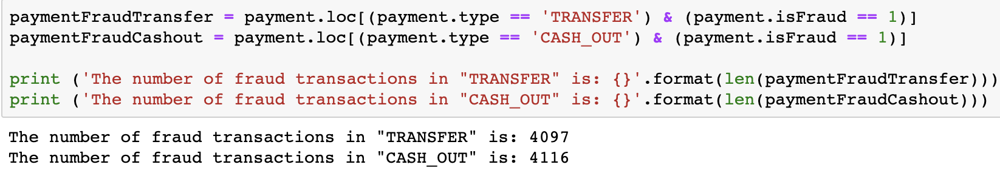 paymentFraudTransfer = payment.loc[(payment.type == 'TRANSFER') & (payment.isFraud == 1)]
paymentFraudCashout = payment.loc[(payment.type == 'CASH_OUT') & (payment.isFraud == 1)]
print ('The number of fraud transactions in "TRANSFER" is: {}'.format(len(paymentFraudTransfer)))
print ('The number of fraud transactions in "CASH_OUT" is: {}'.format(len(paymentFraudCashout)))
The number of fraud transactions in "TRANSFER" is: 4097
The number of fraud transactions in "CASH_OUT" is: 4116